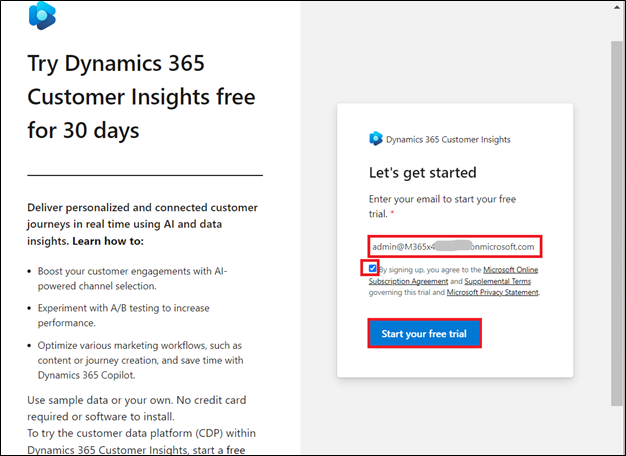 Try Dynamics 365
Customer Insights free
for 30 days
Deliver personalized and connected customer
journeys in real time using AI and data
insights. Learn how to:
• Boost your customer engagements with AI-
powered channel selection.
• Experiment with A/B testing to increase
performance.
• Optimize various marketing workflows, such as
content or journey creation, and save time with
Dynamics 365 Copilot.
Use sample data or your own. No credit card
required or software to install.
To try the customer data platform (CDP) within
Dynamics 365 Customer Insights, start a free
Dynamics 365 Customer Insights
Let's get started
Enter your email to start your free
trial. *
admin@M365x4 onmicrosoft.com
By signing up, you agree to the Microsoft Online
Subscription Agreement and Supplemental Terms
governing this trial and Microsoft Privacy Statement.
Start your free trial